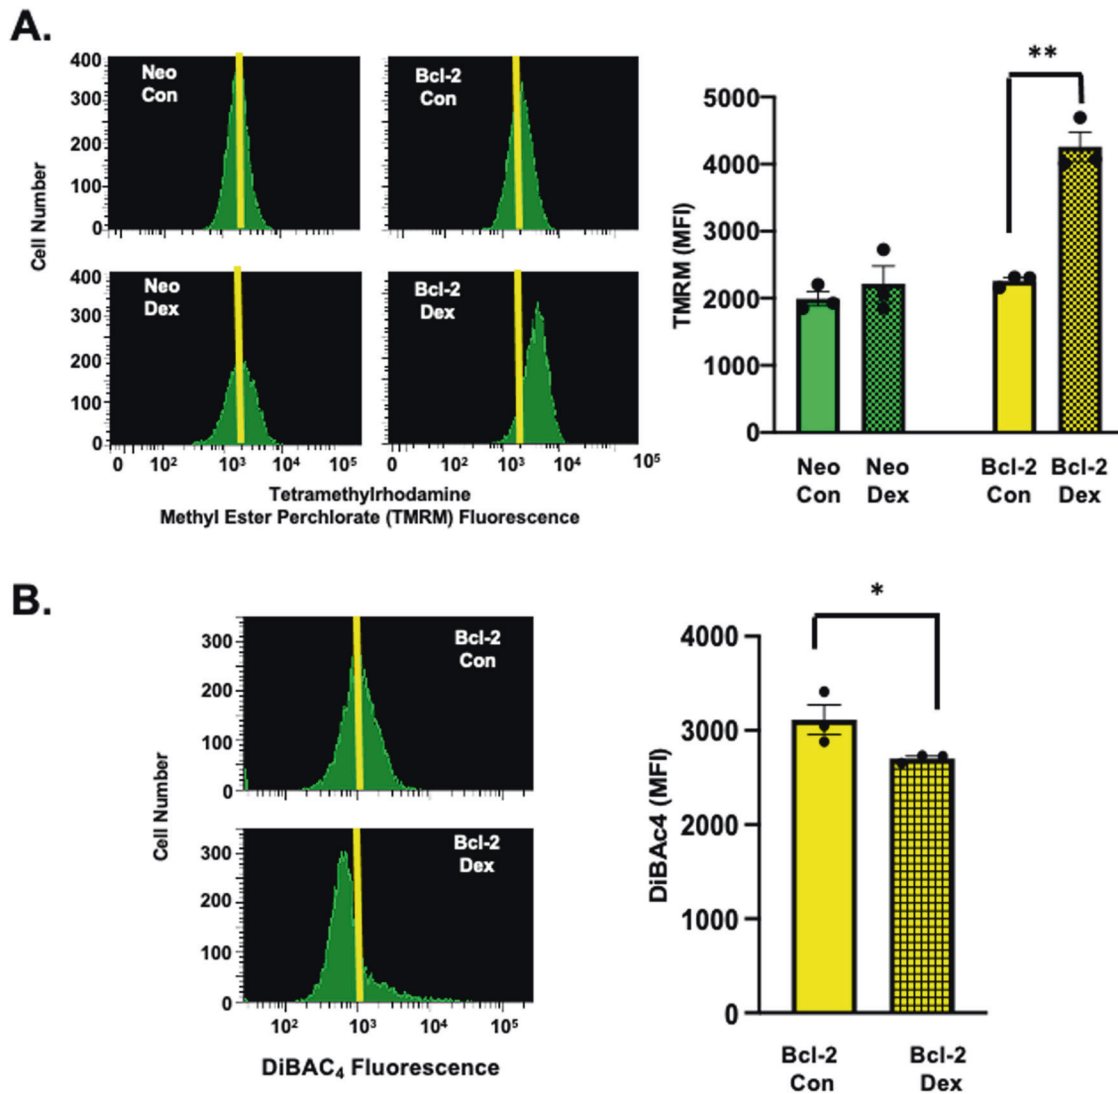 A.
Neo
Con
Bcl-2
Con
400
300
200
100
0
Neo
Dex
Bcl-2
Dex
400
300
200
100
0
Cell Number
0 10² 10³ 10⁴ 10⁵
10² 10³ 10⁴ 10⁵
Tetramethylrhodamine
Methyl Ester Perchlorate (TMRM) Fluorescence
**
TMRM (MFI)
5000
4000
3000
2000
1000
0
Neo
Con
Neo
Dex
Bcl-2
Con
Bcl-2
Dex
B.
Bcl-2
Con
300
200
100
0
Bcl-2
Dex
300
200
100
0
Cell Number
10² 10³ 10⁴ 10⁵
DiBAC₄ Fluorescence
*
DiBAc4 (MFI)
4000
3000
2000
1000
0
Bcl-2
Con
Bcl-2
Dex